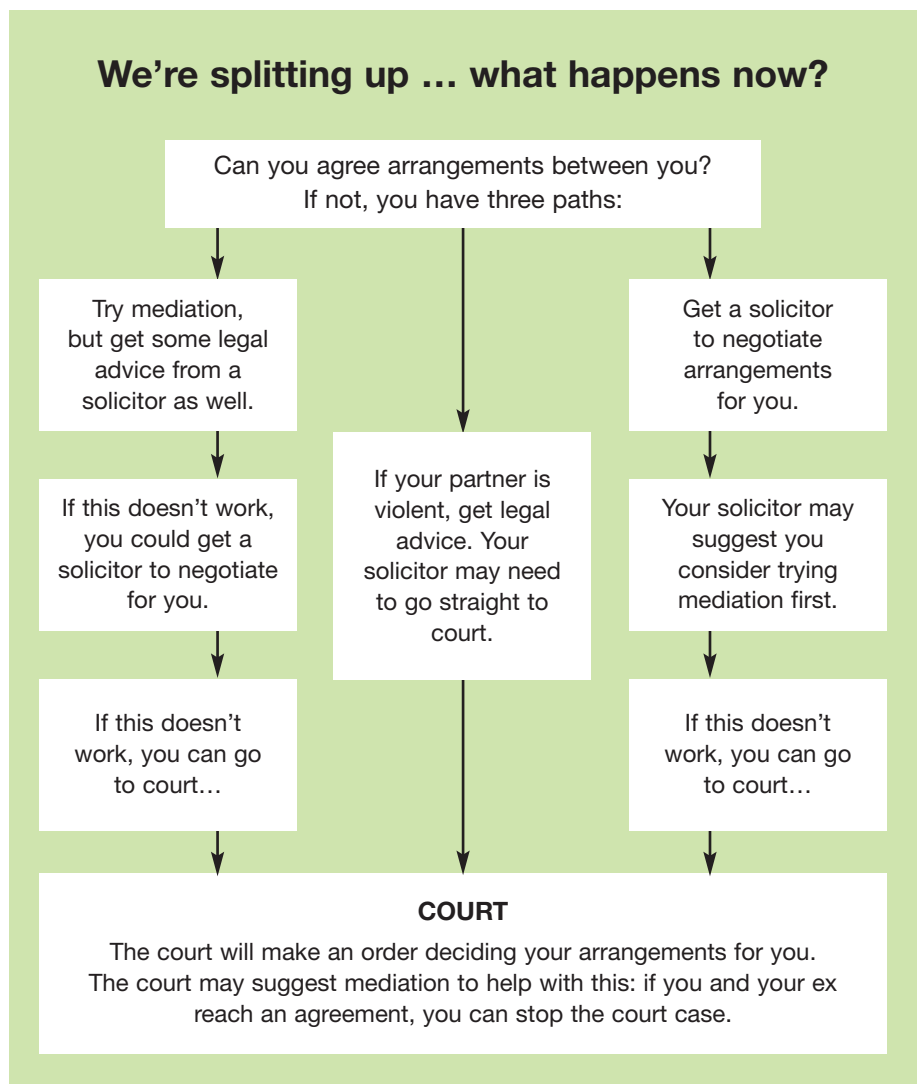 We're splitting up … what happens now?
Can you agree arrangements between you?
If not, you have three paths:
Try mediation,
but get some legal
advice from a
solicitor as well.
If this doesn't work,
you could get a
solicitor to negotiate
for you.
If this doesn't
work, you can go
to court…
If your partner is
violent, get legal
advice. Your
solicitor may need
to go straight to
court.
Get a solicitor
to negotiate
arrangements
for you.
Your solicitor may
suggest you
consider trying
mediation first.
If this doesn't
work, you can go
to court…
COURT
The court will make an order deciding your arrangements for you.
The court may suggest mediation to help with this: if you and your ex
reach an agreement, you can stop the court case.